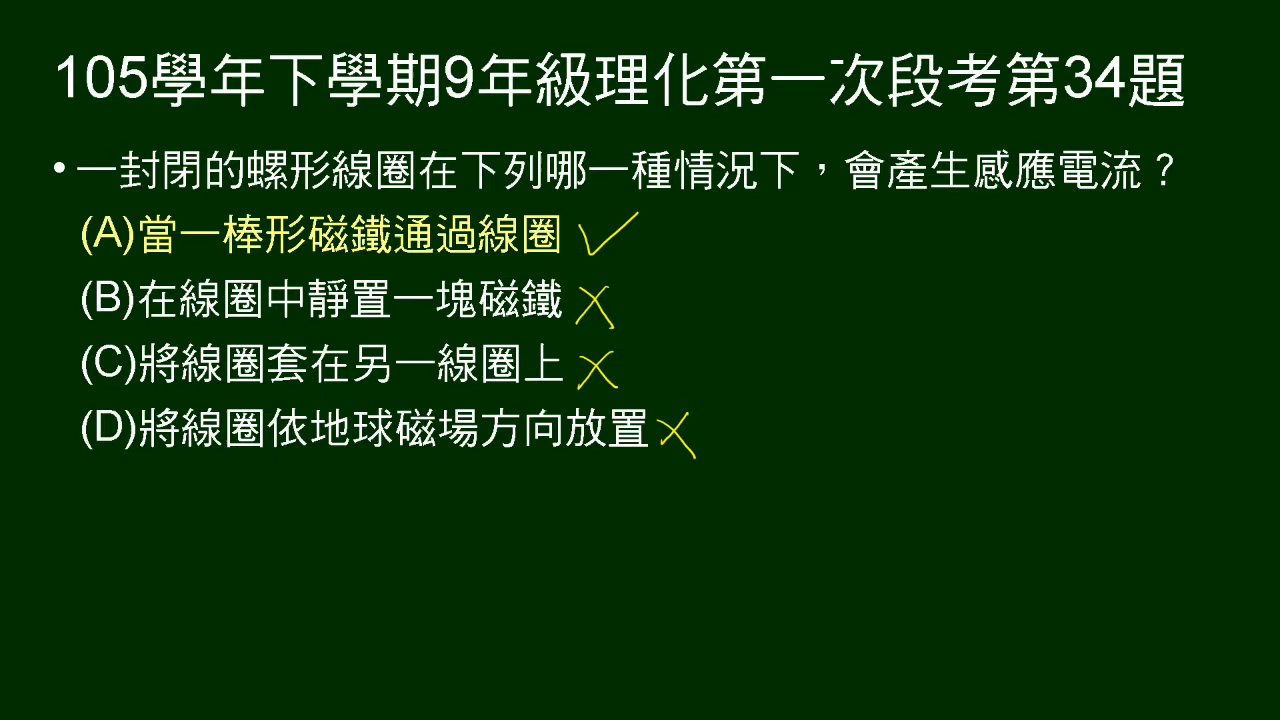 105學年下學期9年級理化第一次段考第34題
• 一封閉的螺形線圈在下列哪一種情況下，會產生感應電流？
(A)當一棒形磁鐵通過線圈
(B)在線圈中靜置一塊磁鐵
(C)將線圈套在另一線圈上
(D)將線圈依地球磁場方向放置